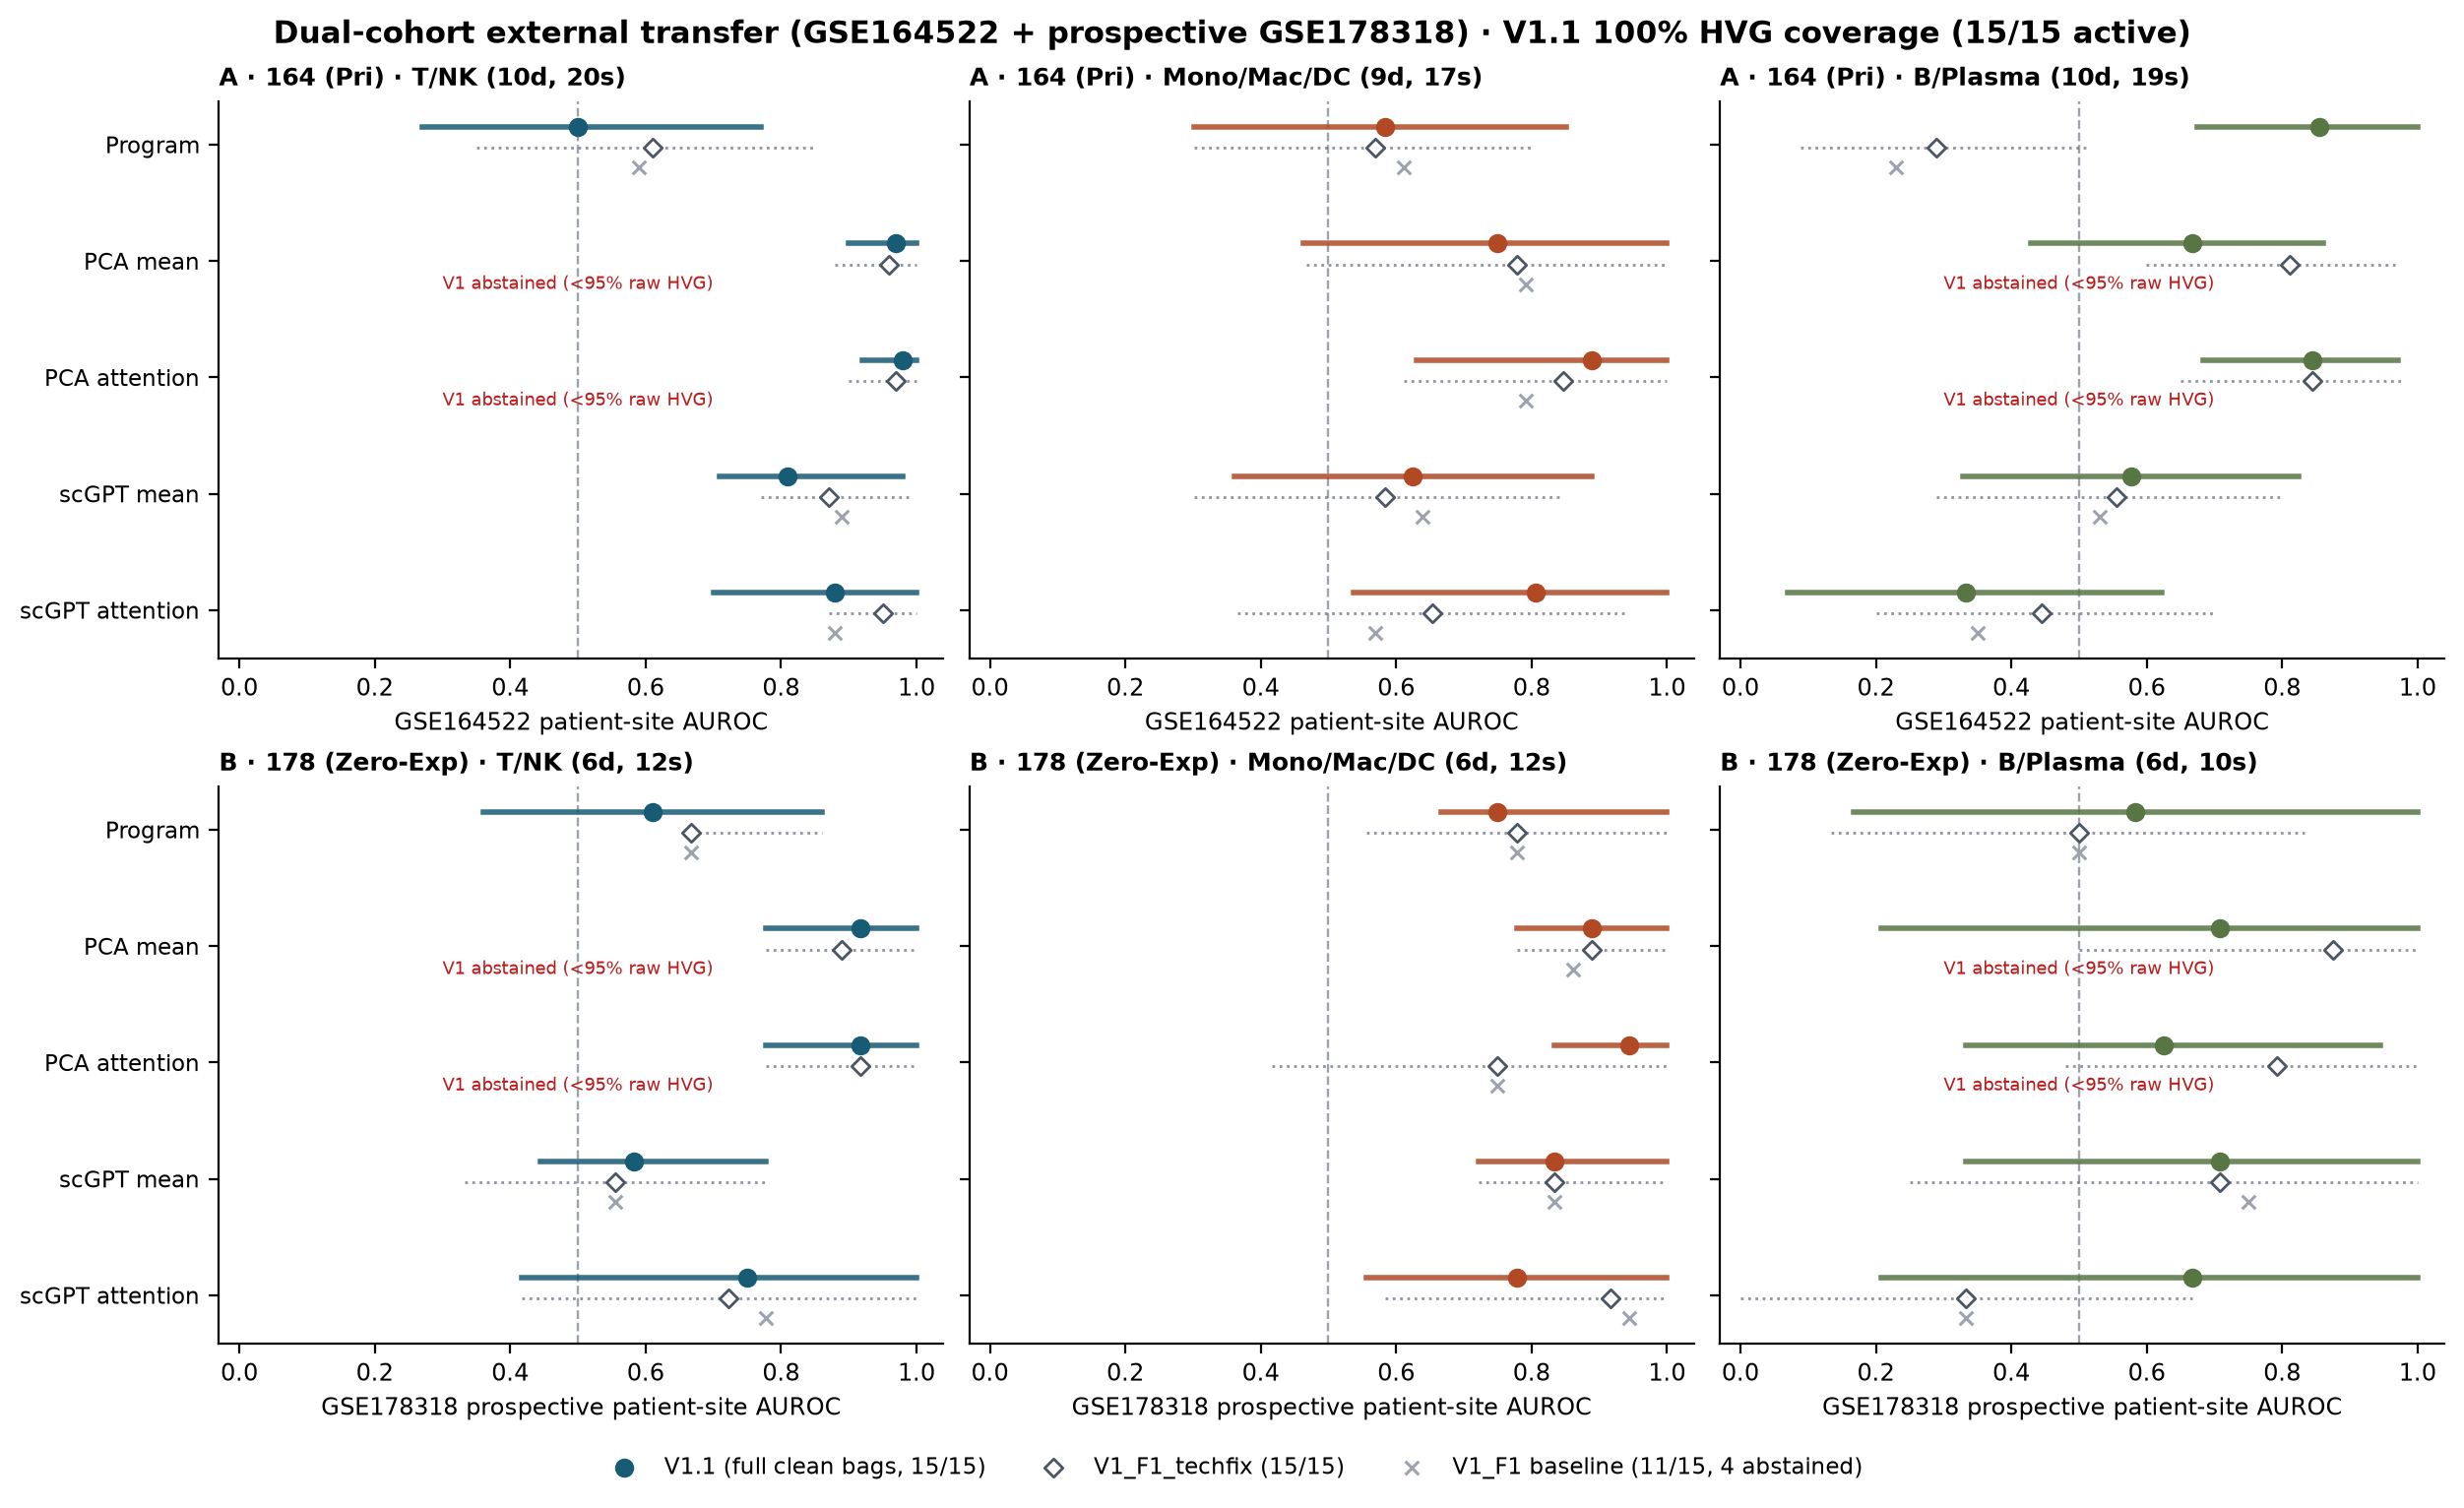 Dual-cohort external transfer (GSE164522 + prospective GSE178318) · V1.1 100% HVG coverage (15/15 active)
A · 164 (Pri) · T/NK (10d, 20s)
A · 164 (Pri) · Mono/Mac/DC (9d, 17s)
A · 164 (Pri) · B/Plasma (10d, 19s)
Program
PCA mean
V1 abstained (<95% raw HVG)
V1 abstained (<95% raw HVG)
PCA attention
V1 abstained (<95% raw HVG)
V1 abstained (<95% raw HVG)
scGPT mean
scGPT attention
0.0 0.2 0.4 0.6 0.8 1.0
0.0 0.2 0.4 0.6 0.8 1.0
0.0 0.2 0.4 0.6 0.8 1.0
GSE164522 patient-site AUROC
GSE164522 patient-site AUROC
GSE164522 patient-site AUROC
B · 178 (Zero-Exp) · T/NK (6d, 12s)
B · 178 (Zero-Exp) · Mono/Mac/DC (6d, 12s)
B · 178 (Zero-Exp) · B/Plasma (6d, 10s)
Program
PCA mean
V1 abstained (<95% raw HVG)
V1 abstained (<95% raw HVG)
PCA attention
V1 abstained (<95% raw HVG)
V1 abstained (<95% raw HVG)
scGPT mean
scGPT attention
0.0 0.2 0.4 0.6 0.8 1.0
0.0 0.2 0.4 0.6 0.8 1.0
0.0 0.2 0.4 0.6 0.8 1.0
GSE178318 prospective patient-site AUROC
GSE178318 prospective patient-site AUROC
GSE178318 prospective patient-site AUROC
V1.1 (full clean bags, 15/15)
V1_F1_techfix (15/15)
V1_F1 baseline (11/15, 4 abstained)